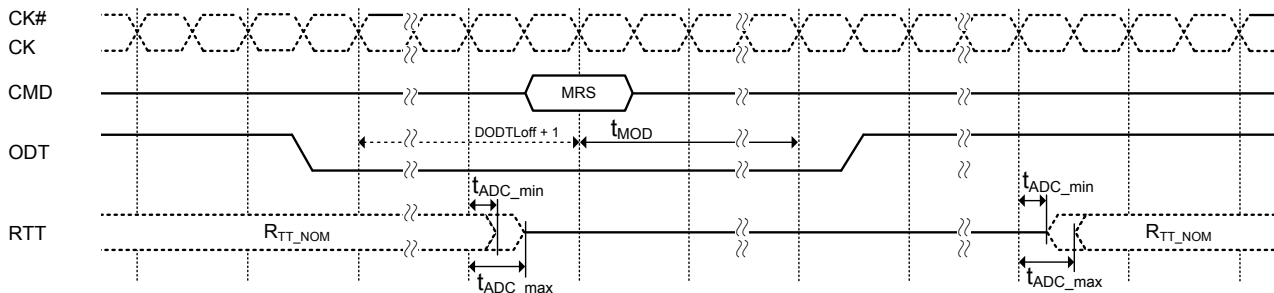 CK#
CK
CMD
MRS
DODTLoff + 1
tMOD
ODT
tADC_min
tADC_min
RTT
RTT_NOM
RTT_NOM
tADC_max
tADC_max